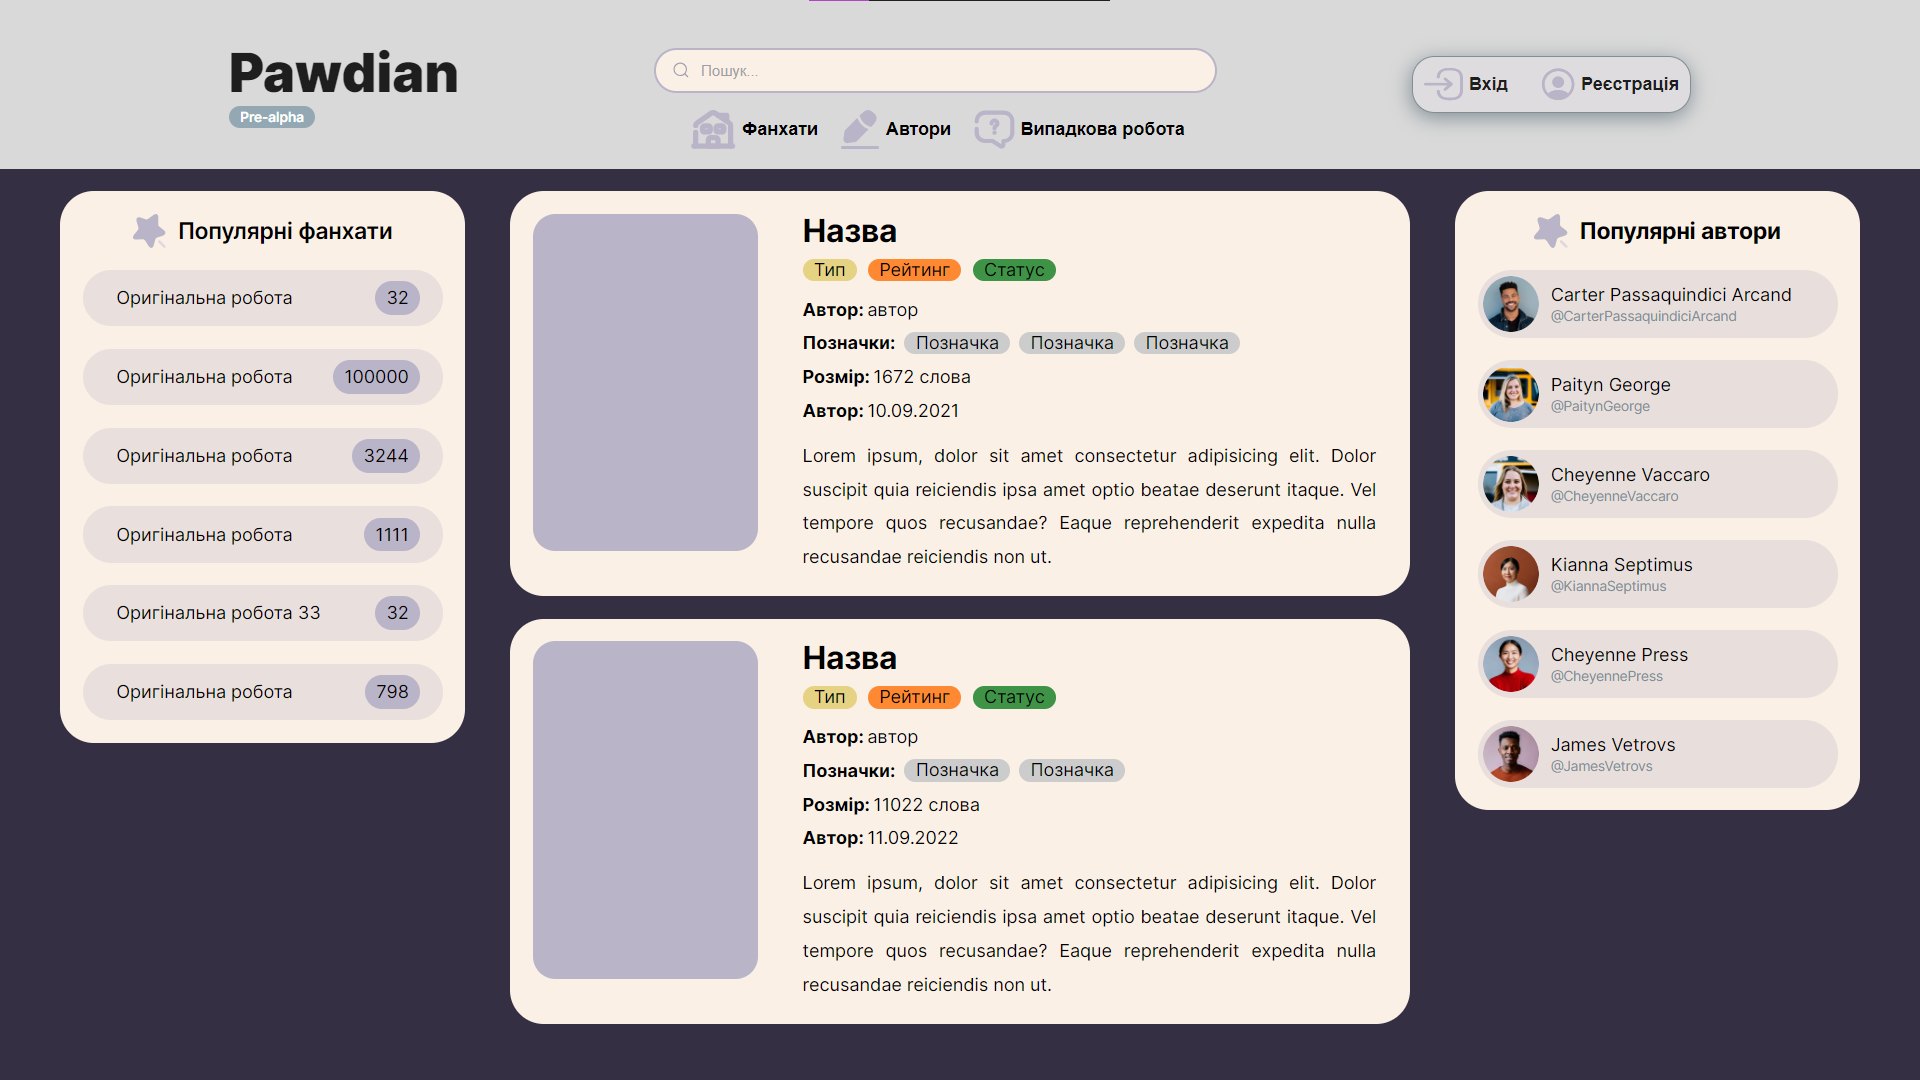 Pawdian
Pre-alpha
Пошук...
Фанхати
Автори
Випадкова робота
Вхід
Реєстрація
Популярні фанхати
Оригінальна робота 32
Оригінальна робота 100000
Оригінальна робота 3244
Оригінальна робота 1111
Оригінальна робота 33 32
Оригінальна робота 798
Назва
Тип Рейтинг Статус
Автор: автор
Позначки: Позначка Позначка Позначка
Розмір: 1672 слова
Автор: 10.09.2021
Lorem ipsum, dolor sit amet consectetur adipisicing elit. Dolor
suscipit quia reiciendis ipsa amet optio beatae deserunt itaque. Vel
tempore quos recusandae? Eaque reprehenderit expedita nulla
recusandae reiciendis non ut.
Назва
Тип Рейтинг Статус
Автор: автор
Позначки: Позначка Позначка
Розмір: 11022 слова
Автор: 11.09.2022
Lorem ipsum, dolor sit amet consectetur adipisicing elit. Dolor
suscipit quia reiciendis ipsa amet optio beatae deserunt itaque. Vel
tempore quos recusandae? Eaque reprehenderit expedita nulla
recusandae reiciendis non ut.
Популярні автори
Carter Passaquindici Arcand
@CarterPassaquindiciArcand
Paityn George
@PaitynGeorge
Cheyenne Vaccaro
@CheyenneVaccaro
Kianna Septimus
@KiannaSeptimus
Cheyenne Press
@CheyennePress
James Vetrovs
@JamesVetrovs